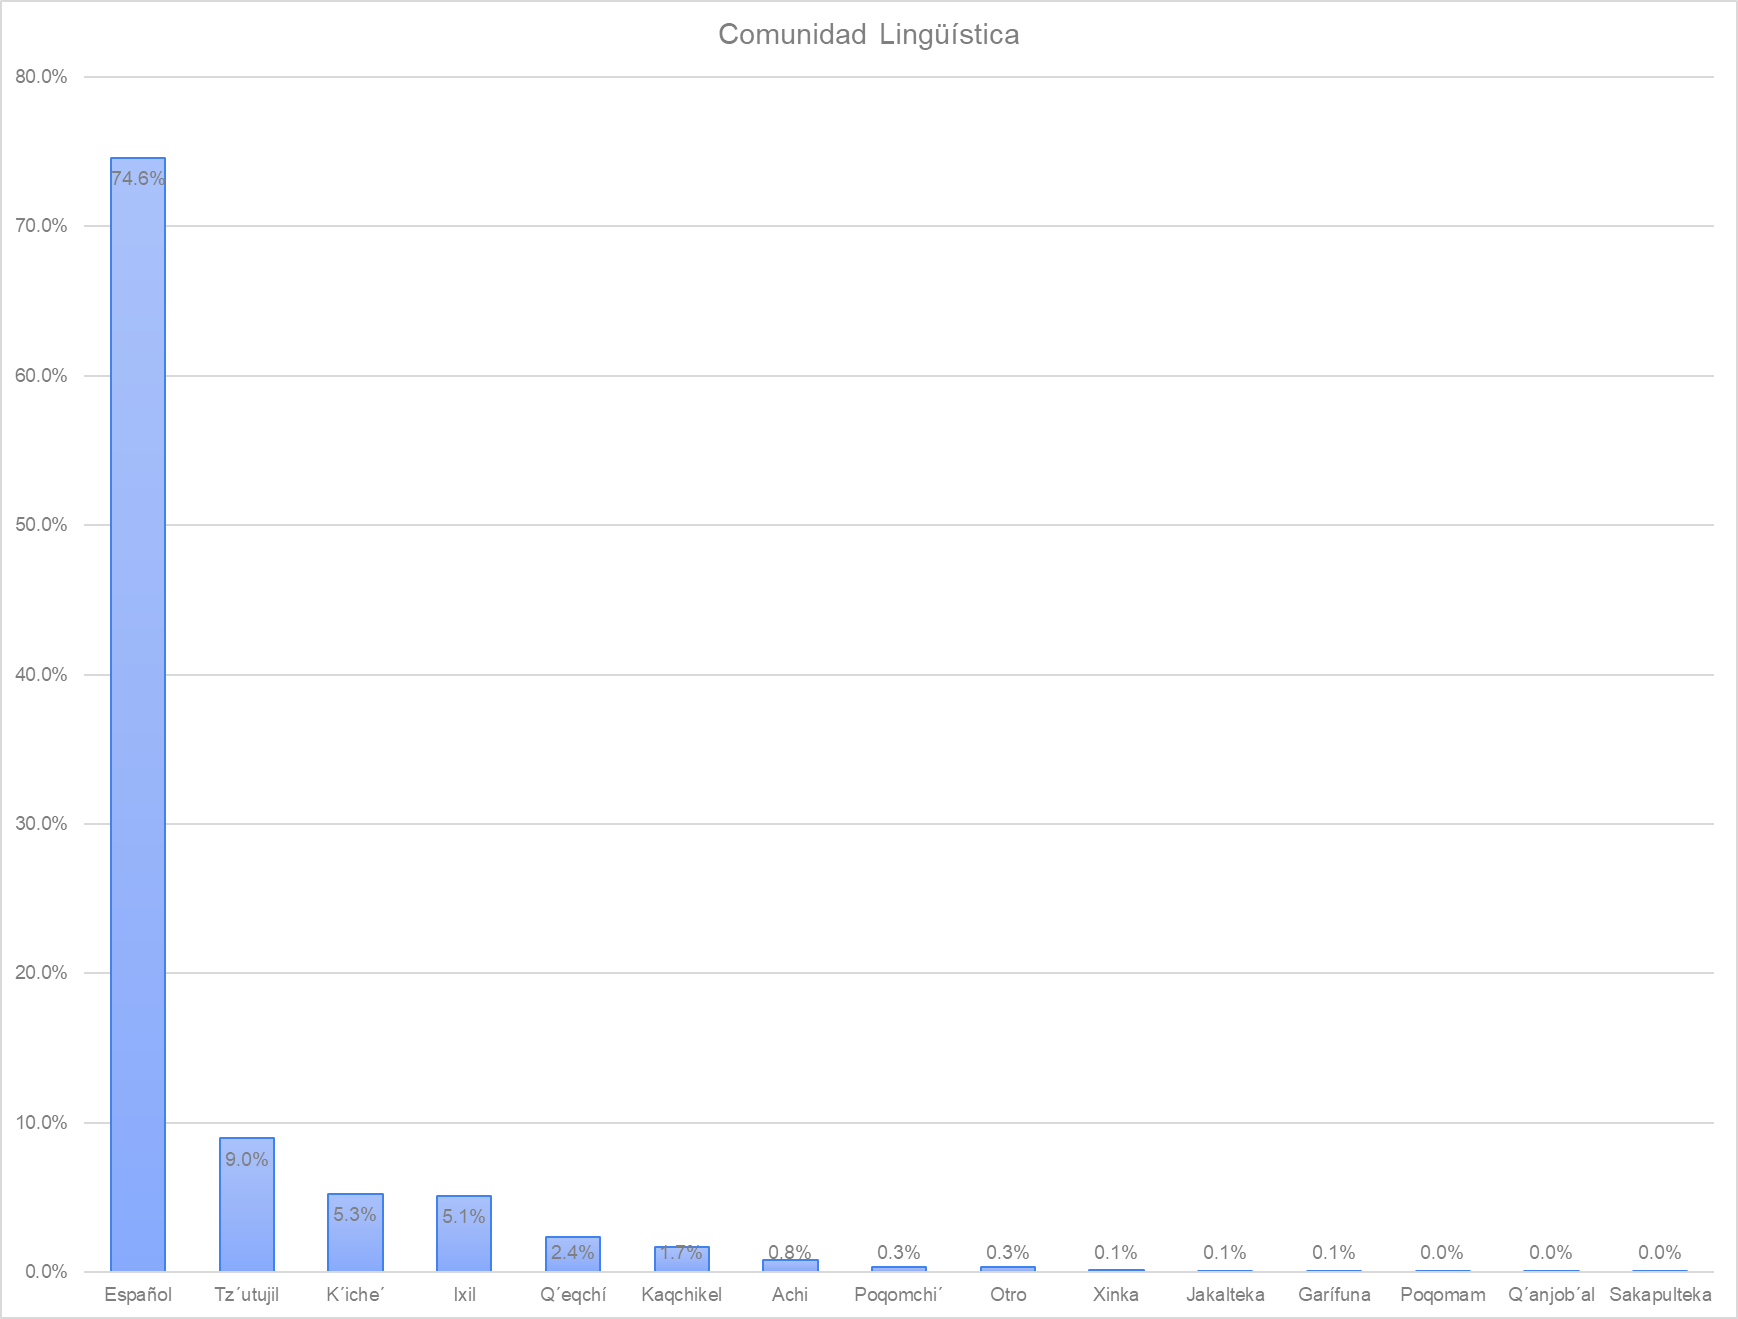 Comunidad Lingüística
80.0%
70.0%
60.0%
50.0%
40.0%
30.0%
20.0%
10.0%
0.0%
74.6%
9.0%
5.3%
5.1%
2.4%
1.7%
0.8%
0.3%
0.3%
0.1%
0.1%
0.1%
0.0%
0.0%
0.0%
Español
Tz´utujil
K´iche´
Ixil
Q´eqchí
Kaqchikel
Achi
Poqomchi´
Otro
Xinka
Jakalteka
Garífuna
Poqomam
Q´anjob´al
Sakapulteka